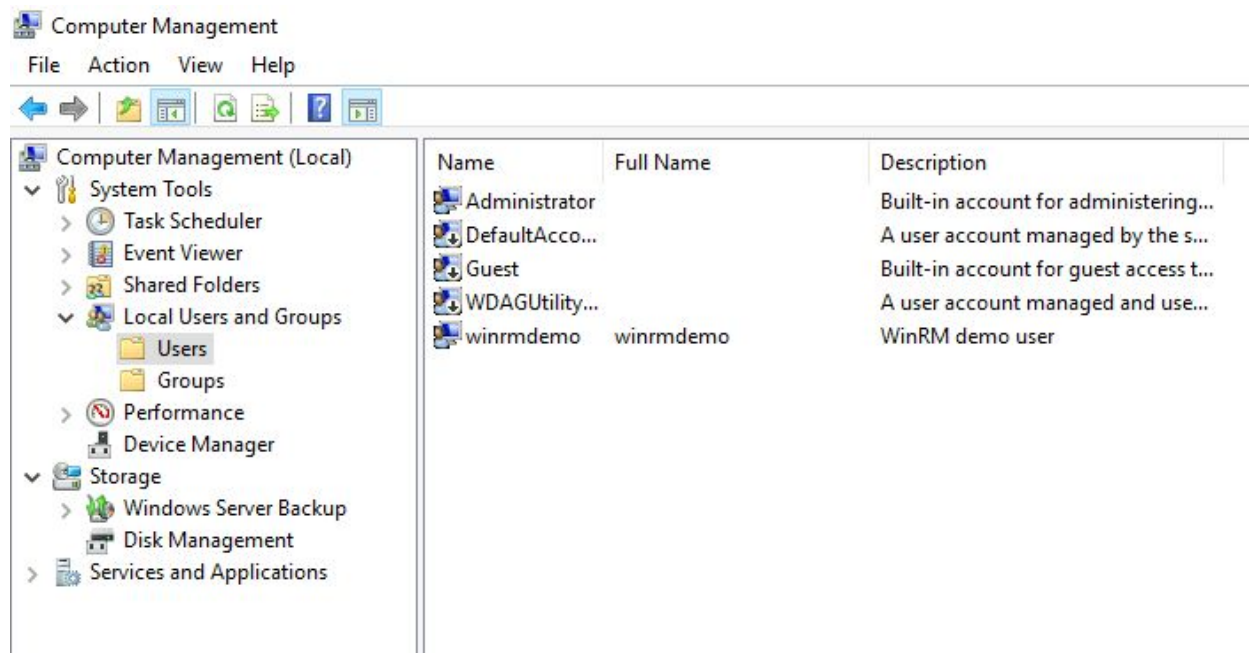 Computer Management
File Action View Help
Computer Management (Local)
System Tools
Task Scheduler
Event Viewer
Shared Folders
Local Users and Groups
Users
Groups
Performance
Device Manager
Storage
Windows Server Backup
Disk Management
Services and Applications
Name Full Name Description
Administrator Built-in account for administering...
DefaultAcco... A user account managed by the s...
Guest Built-in account for guest access t...
WDAGUtility... A user account managed and use...
winrmdemo winrmdemo WinRM demo user